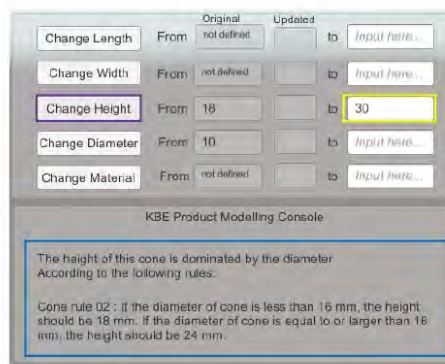 Original Updated
Change Length From not defined to Input here...
Change Width From not defined to Input here...
Change Height From 18 to 30
Change Diameter From 10 to Input here...
Change Material From not defined to Input here...
KBE Product Modelling Console
The height of this cone is dominated by the diameter
According to the following rules:
Cone rule 02 : If the diameter of cone is less than 16 mm, the height
should be 18 mm. If the diameter of cone is equal to or larger than 16
mm, the height should be 24 mm.